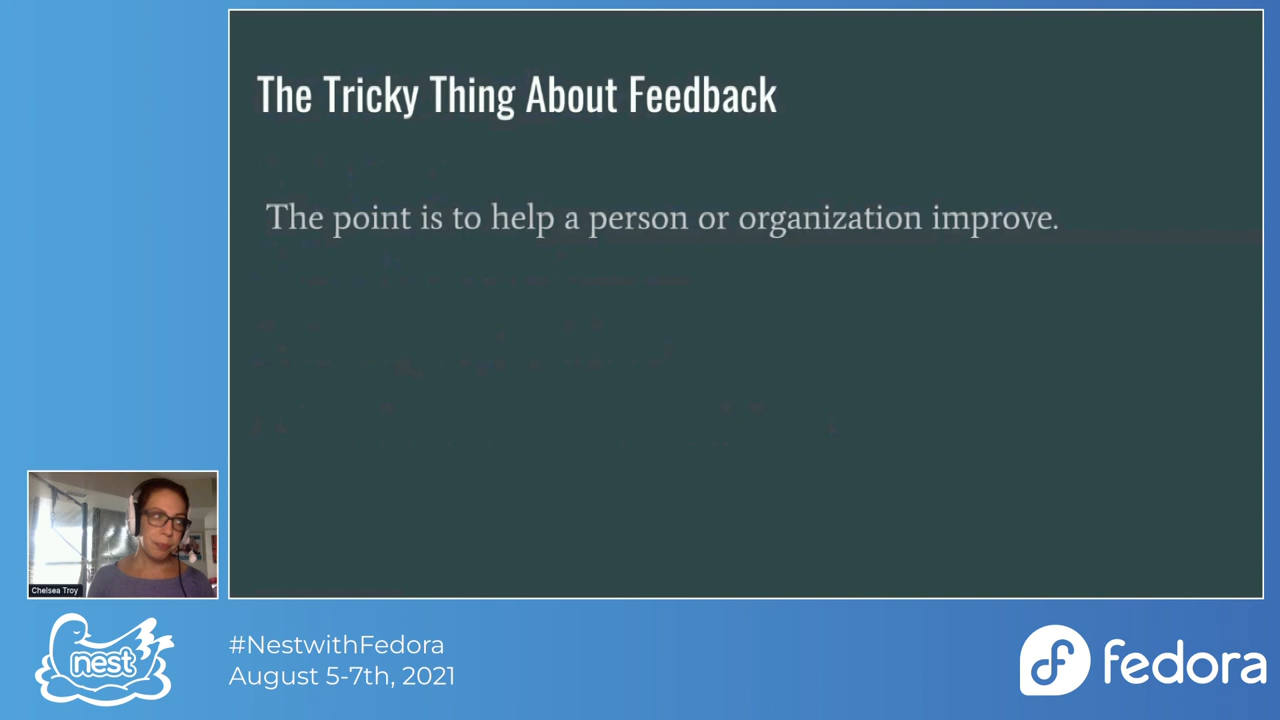 The Tricky Thing About Feedback
The point is to help a person or organization improve.
Chelsea Troy
nest
#NestwithFedora
August 5-7th, 2021
fedora